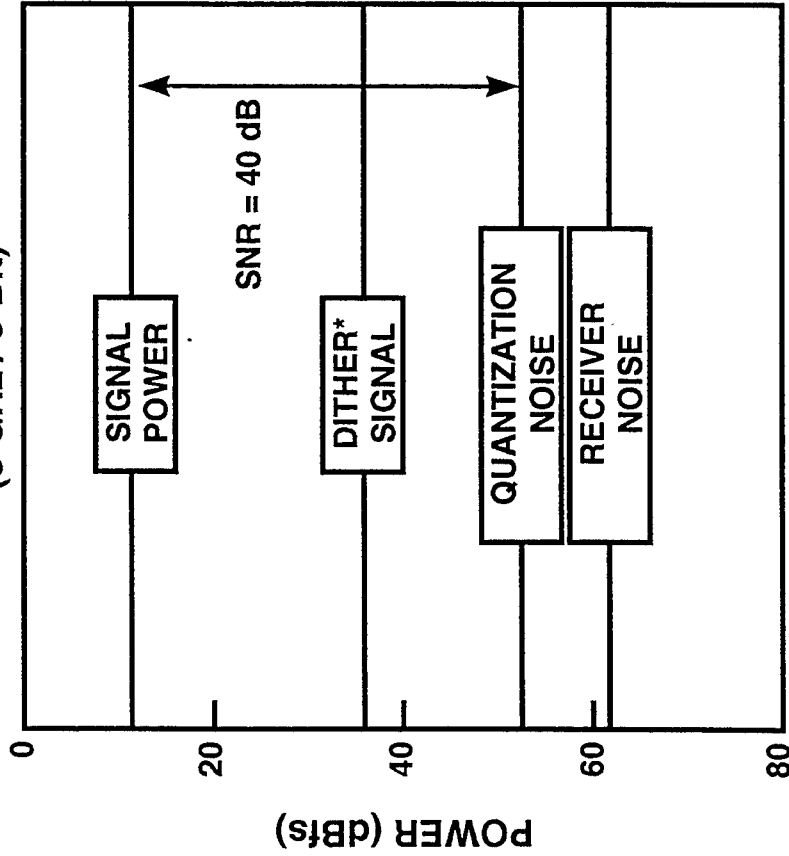 0
SIGNAL
POWER
SNR = 40 dB
20
DITHER*
SIGNAL
40
QUANTIZATION
NOISE
60
RECEIVER
NOISE
80
POWER (dBfs)